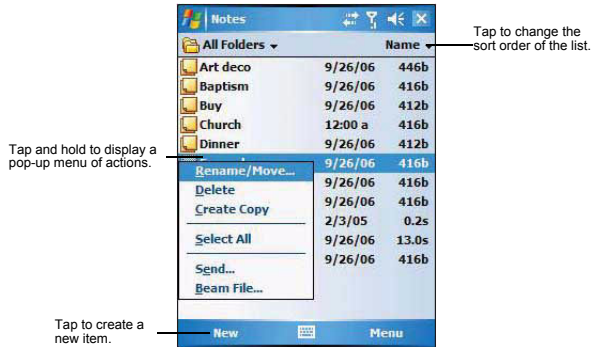 Notes
All Folders Name
Art deco 9/26/06 446b
Baptism 9/26/06 416b
Buy 9/26/06 412b
Church 12:00 a 416b
Dinner 9/26/06 412b
9/26/06 416b
Rename/Move...
9/26/06 416b
Delete
9/26/06 416b
Create Copy
2/3/05 0.2s
Select All 9/26/06 13.0s
9/26/06 416b
Send...
Beam File...
New Menu
Tap to change the
sort order of the list.
Tap and hold to display a
pop-up menu of actions.
Tap to create a
new item.